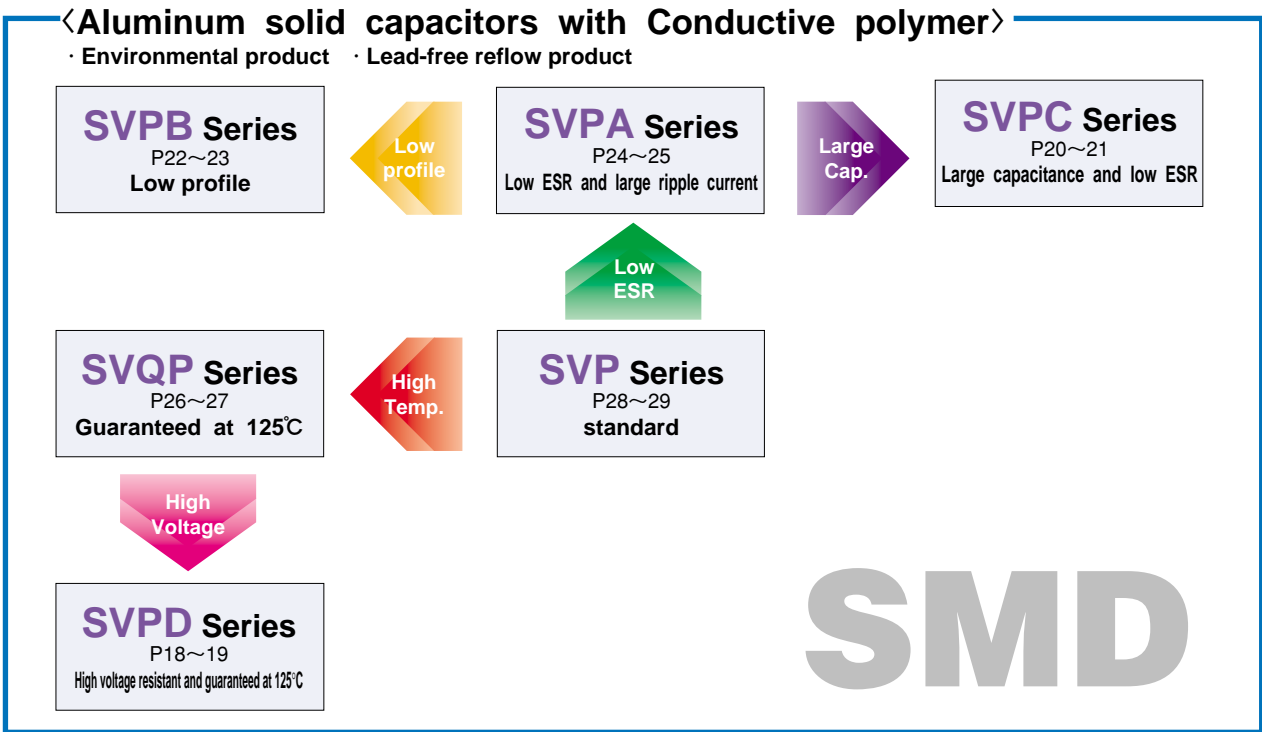 〈Aluminum solid capacitors with Conductive polymer〉
· Environmental product · Lead-free reflow product
SVPB Series
P22～23
Low profile
Low
profile
SVPA Series
P24～25
Low ESR and large ripple current
Large
Cap.
SVPC Series
P20～21
Large capacitance and low ESR
Low
ESR
SVQP Series
P26～27
Guaranteed at 125℃
High
Temp.
SVP Series
P28～29
standard
High
Voltage
SVPD Series
P18～19
High voltage resistant and guaranteed at 125°C
SMD